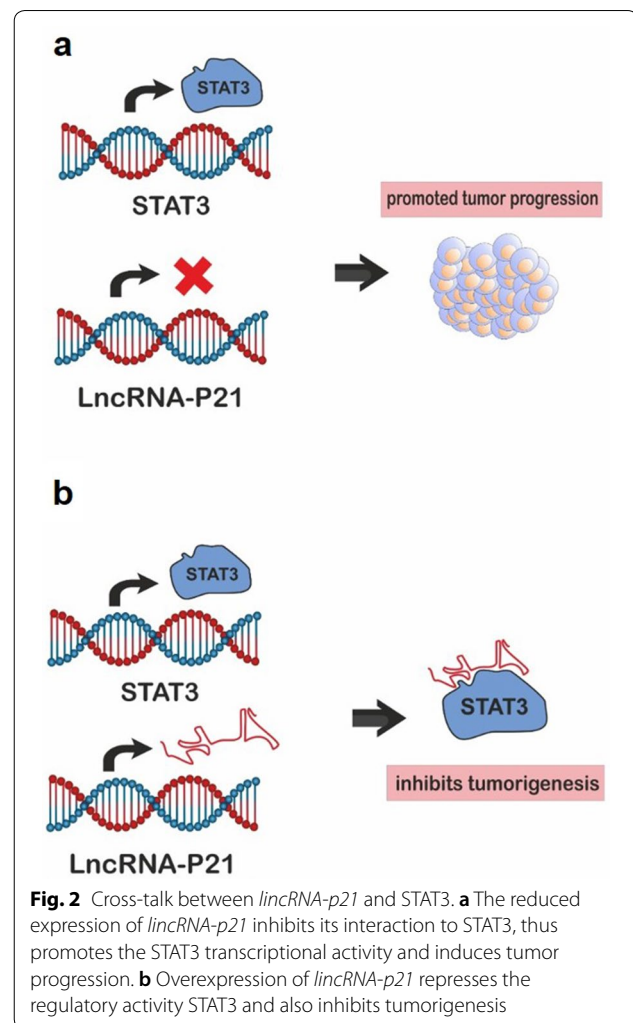 a
STAT3
STAT3
promoted tumor progression
LncRNA-P21
b
STAT3
STAT3
STAT3
LncRNA-P21
inhibits tumorigenesis
Fig. 2 Cross-talk between lincRNA-p21 and STAT3. a The reduced
expression of lincRNA-p21 inhibits its interaction to STAT3, thus
promotes the STAT3 transcriptional activity and induces tumor
progression. b Overexpression of lincRNA-p21 represses the
regulatory activity STAT3 and also inhibits tumorigenesis